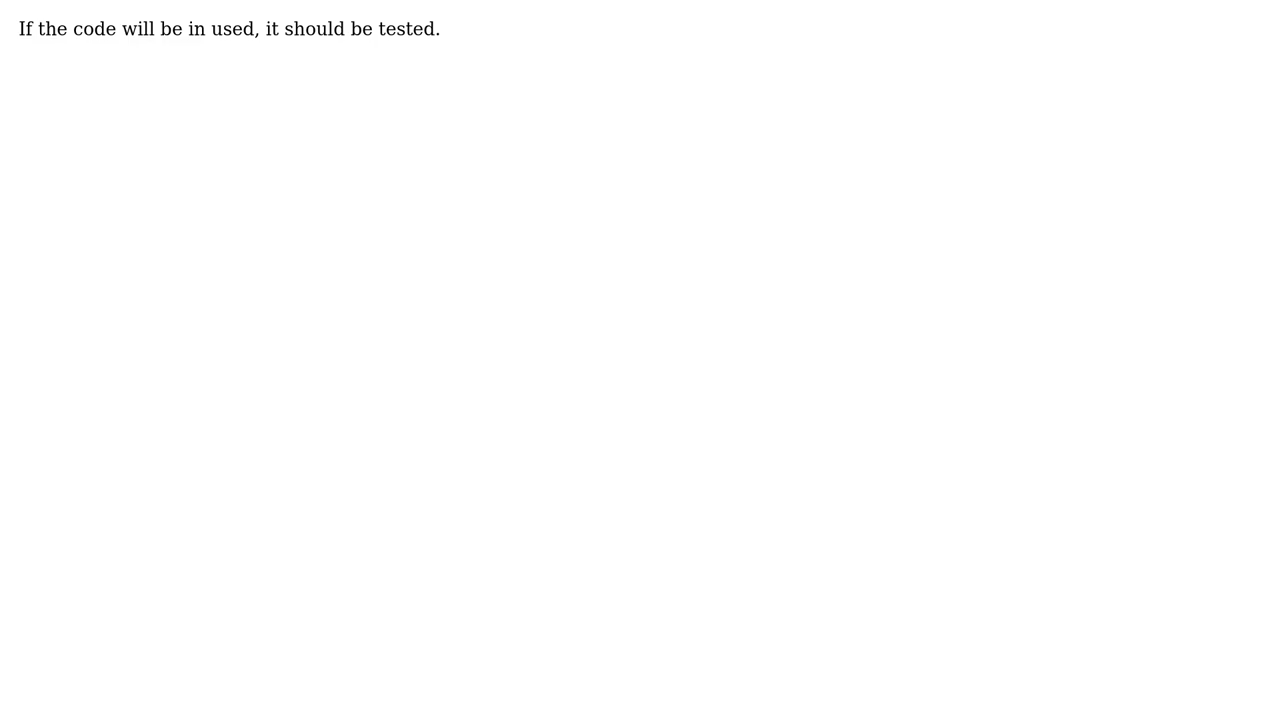 If the code will be in used, it should be tested.